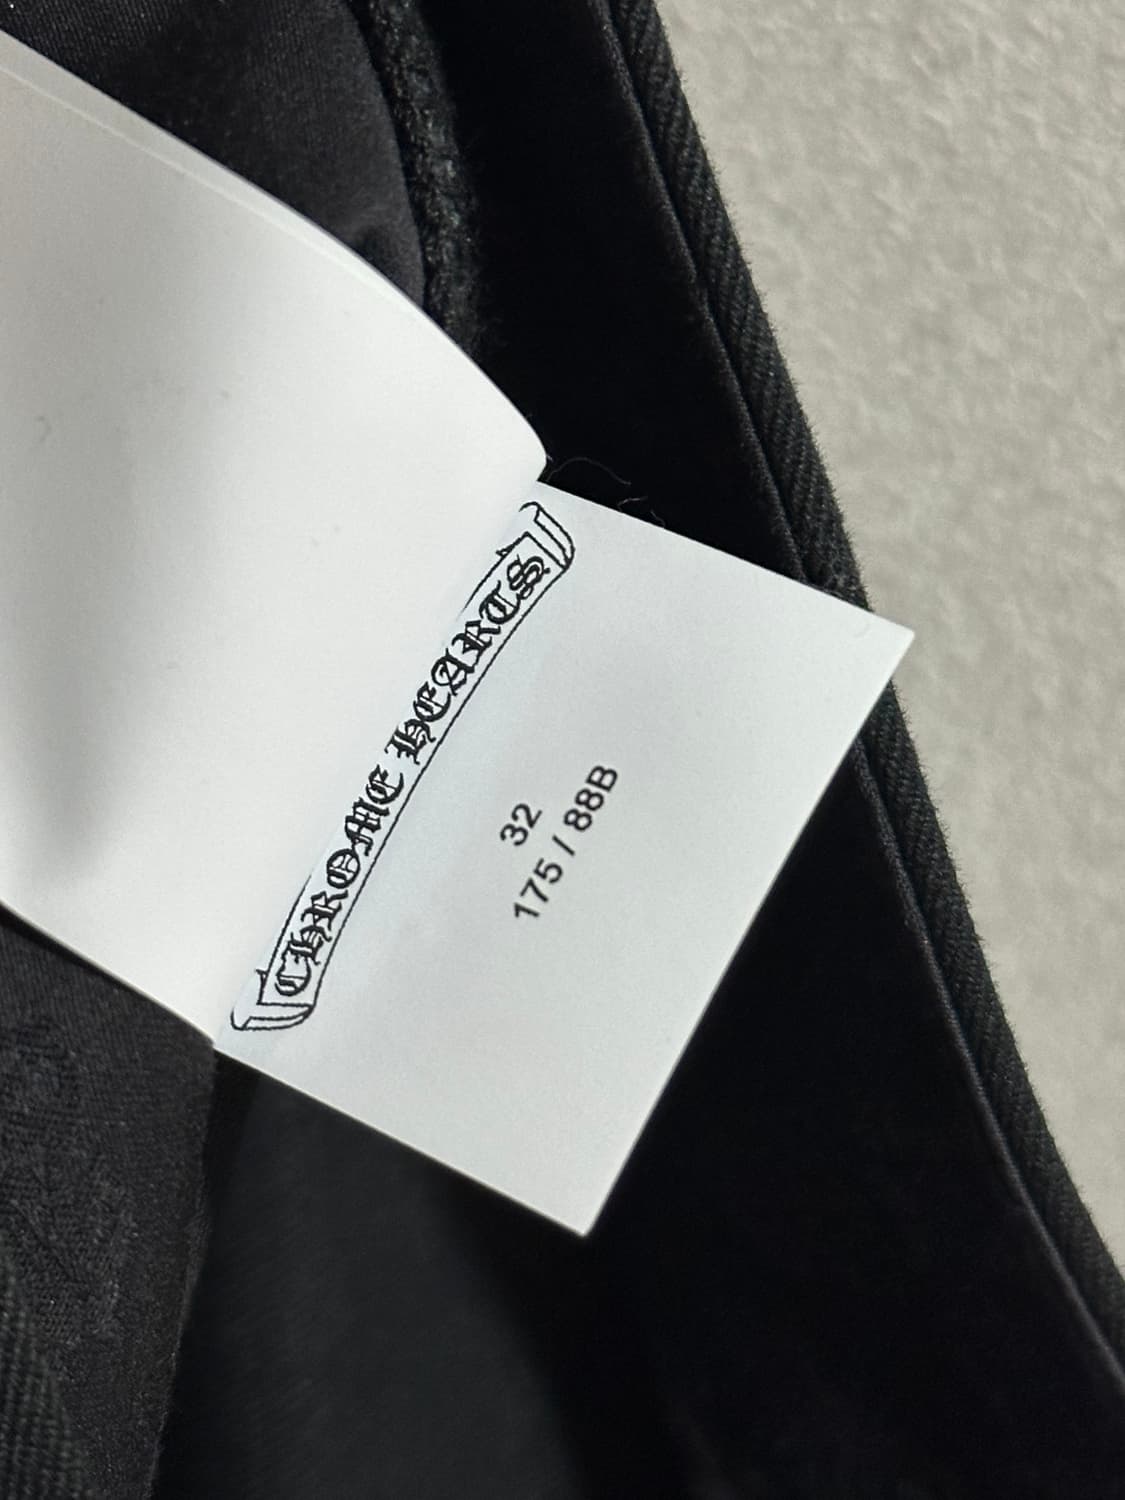 CHROME HEARTS
32
175 / 88B